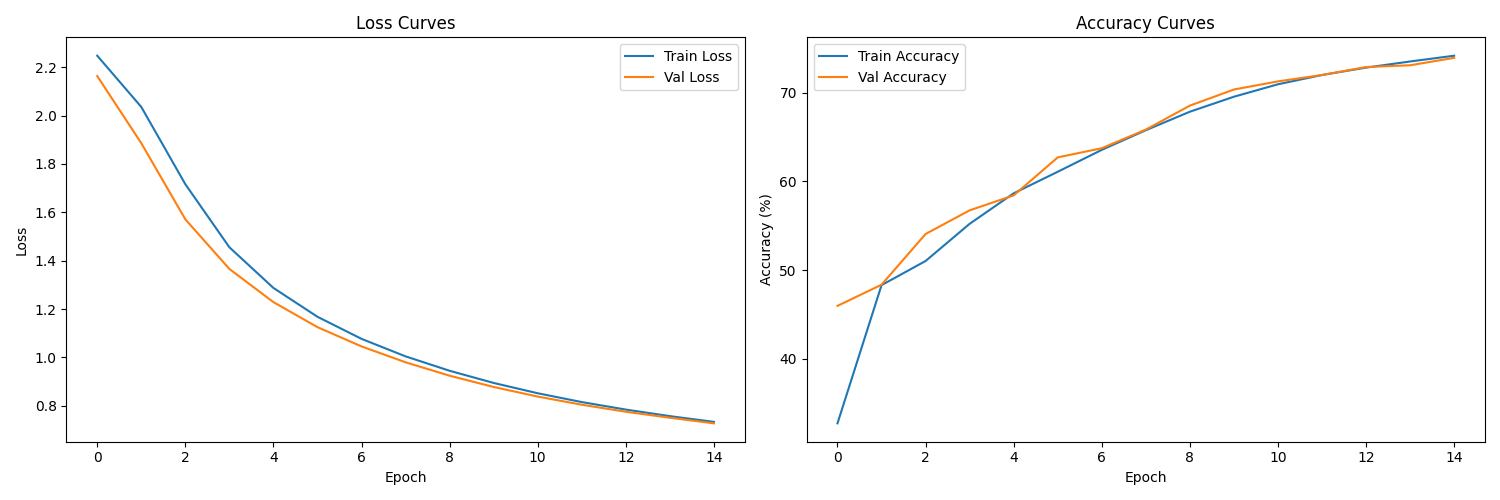 Loss Curves
Train Loss
Val Loss
2.2
2.0
1.8
1.6
1.4
1.2
1.0
0.8
Loss
0 2 4 6 8 10 12 14
Epoch
Accuracy Curves
Train Accuracy
Val Accuracy
70
60
50
40
Accuracy (%)
0 2 4 6 8 10 12 14
Epoch